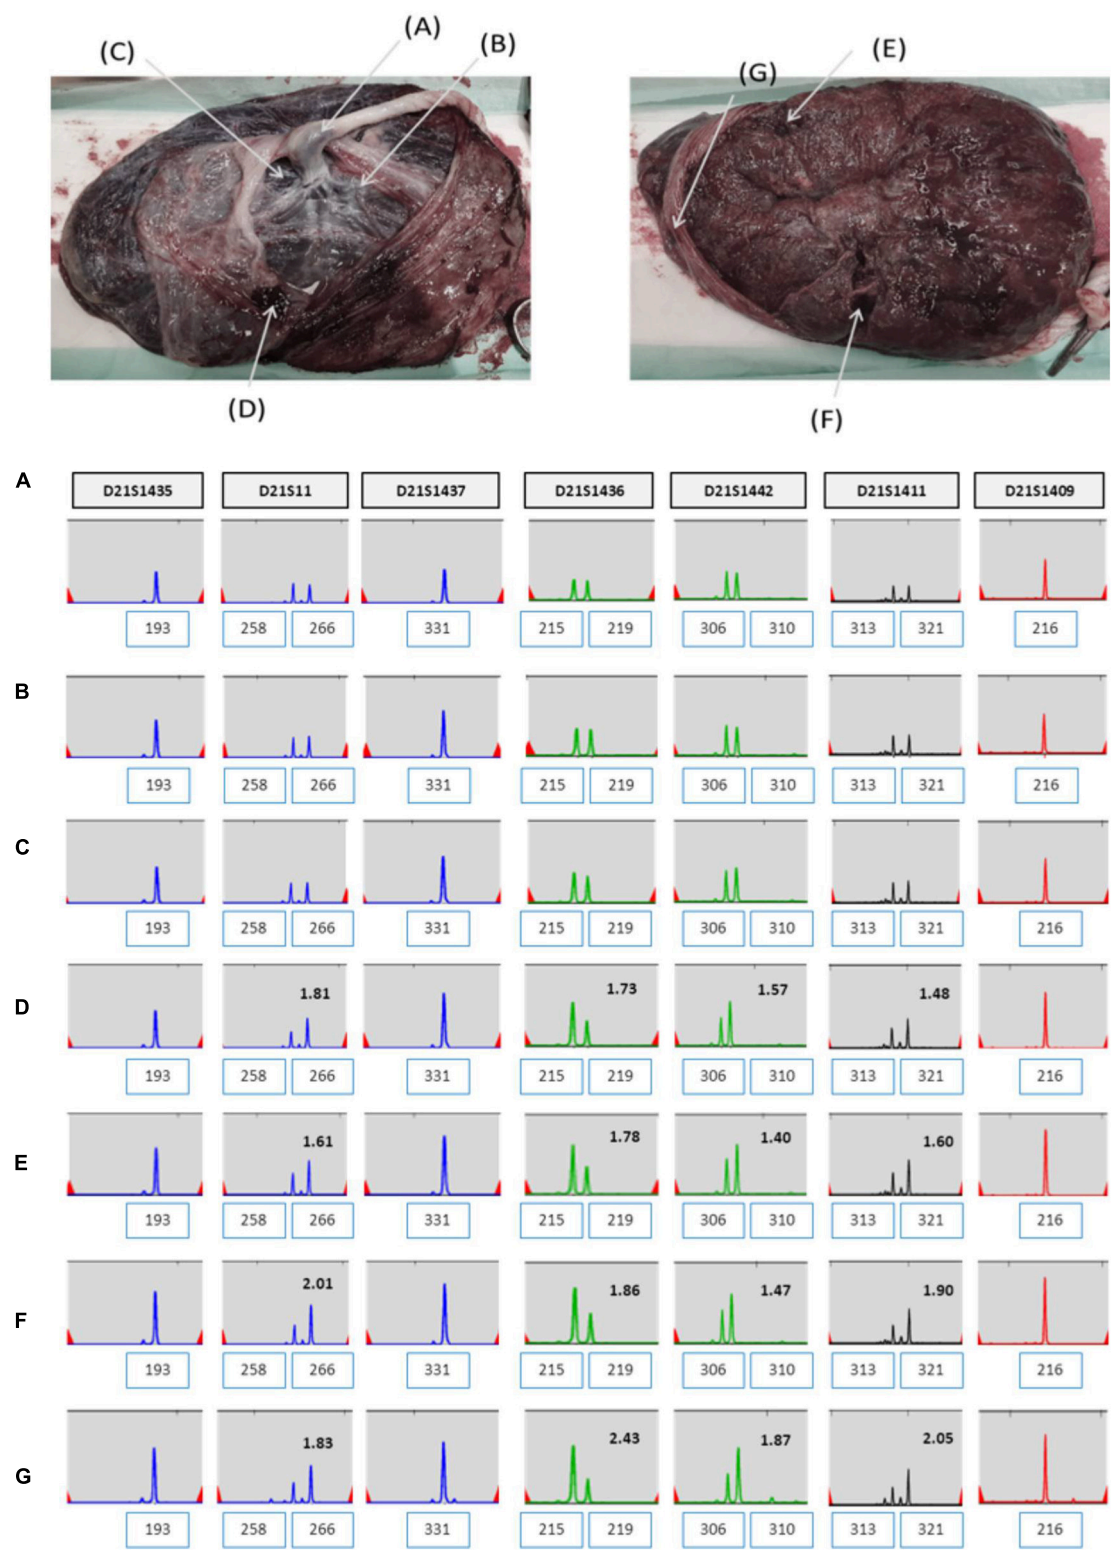 (A)
(B)
(C)
(D)
(E)
(G)
(F)
A D21S1435 D21S11 D21S1437 D21S1436 D21S1442 D21S1411 D21S1409
193 258 266 331 215 219 306 310 313 321 216
B
193 258 266 331 215 219 306 310 313 321 216
C
193 258 266 331 215 219 306 310 313 321 216
D 1.81 1.73 1.57 1.48
193 258 266 331 215 219 306 310 313 321 216
E 1.61 1.78 1.40 1.60
193 258 266 331 215 219 306 310 313 321 216
F 2.01 1.86 1.47 1.90
193 258 266 331 215 219 306 310 313 321 216
G 1.83 2.43 1.87 2.05
193 258 266 331 215 219 306 310 313 321 216